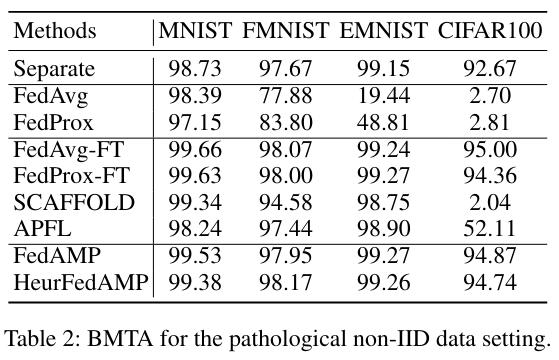 Methods MNIST FMNIST EMNIST CIFAR100
Separate 98.73 97.67 99.15 92.67
FedAvg 98.39 77.88 19.44 2.70
FedProx 97.15 83.80 48.81 2.81
FedAvg-FT 99.66 98.07 99.24 95.00
FedProx-FT 99.63 98.00 99.27 94.36
SCAFFOLD 99.34 94.58 98.75 2.04
APFL 98.24 97.44 98.90 52.11
FedAMP 99.53 97.95 99.27 94.87
HeurFedAMP 99.38 98.17 99.26 94.74
Table 2: BMTA for the pathological non-IID data setting.